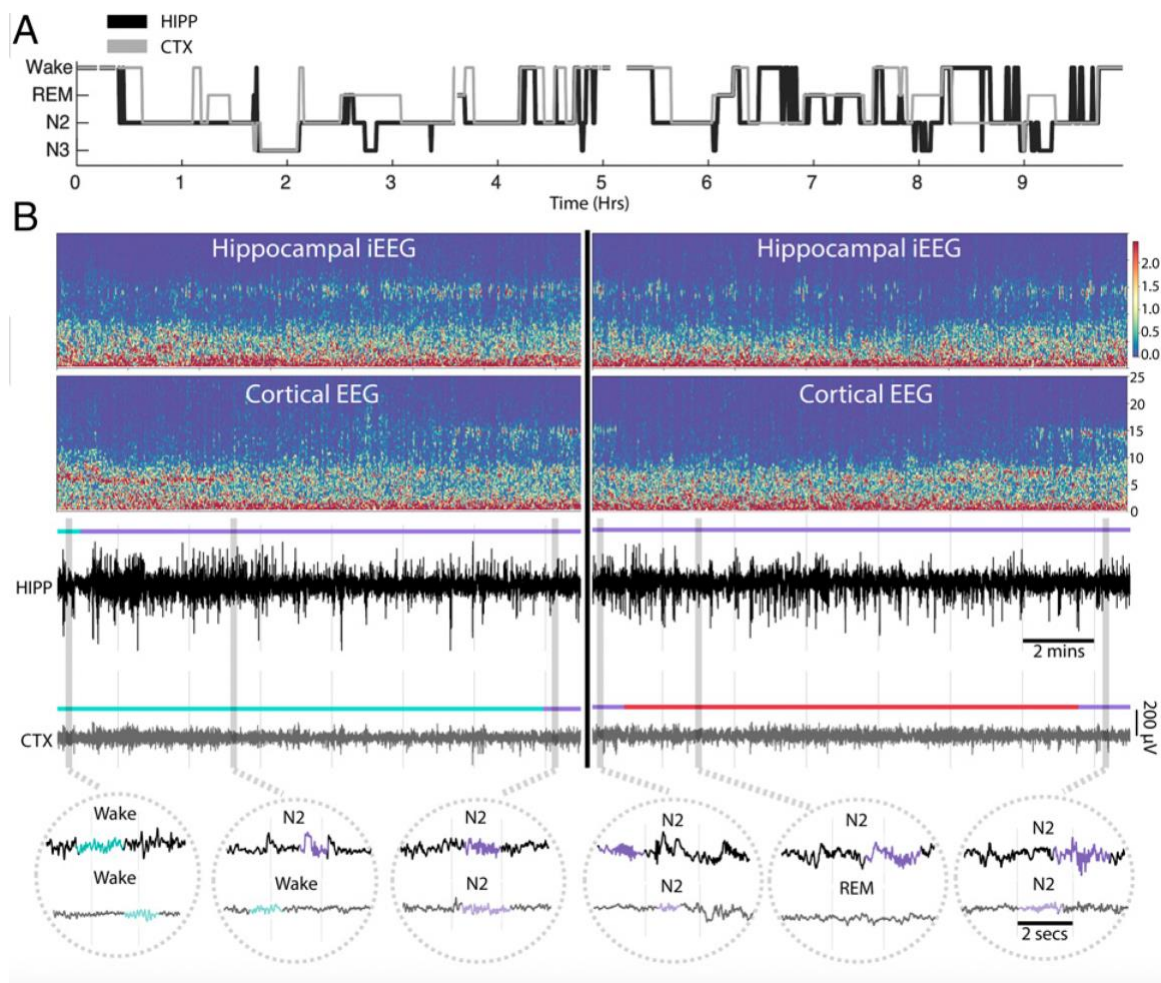 A
HIPP
CTX
Wake
REM
N2
N3
0 1 2 3 4 5 6 7 8 9
Time (Hrs)
B
Hippocampal iEEG Hippocampal iEEG
2.0
1.5
1.0
0.5
0.0
Cortical EEG Cortical EEG
25
20
15
10
5
0
HIPP
2 mins
CTX
200 µV
Wake N2 N2 N2 N2 N2
Wake Wake N2 N2 REM N2
2 secs